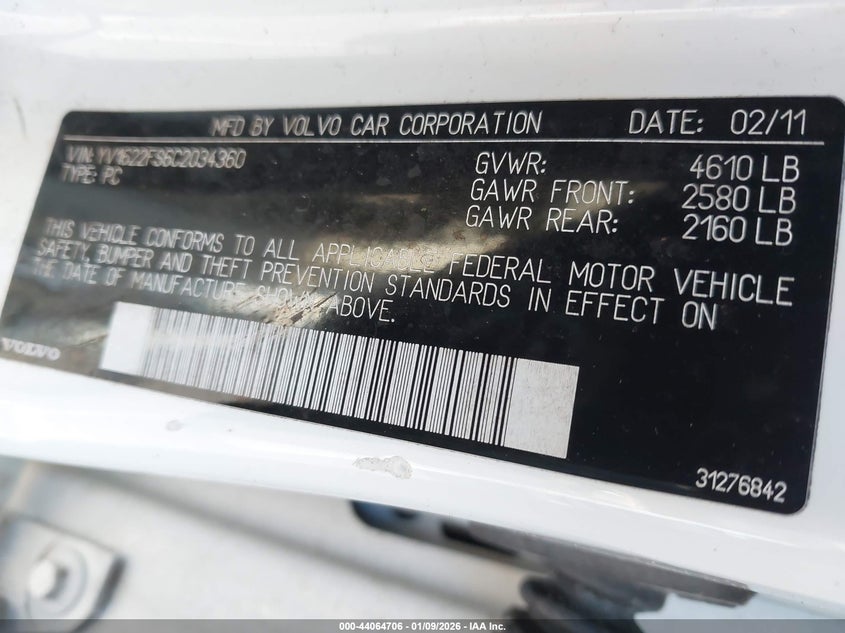 MFD BY VOLVO CAR CORPORATION DATE: 02/11
VIN: YV1622FS6C2034360
TYPE: PC
GVWR: 4610 LB
GAWR FRONT: 2580 LB
GAWR REAR: 2160 LB
THIS VEHICLE CONFORMS TO ALL APPLICABLE FEDERAL MOTOR VEHICLE
SAFETY, BUMPER AND THEFT PREVENTION STANDARDS IN EFFECT ON
THE DATE OF MANUFACTURE SHOWN ABOVE.
VOLVO
31276842
000-44064706 - 01/09/2026 - IAA Inc.